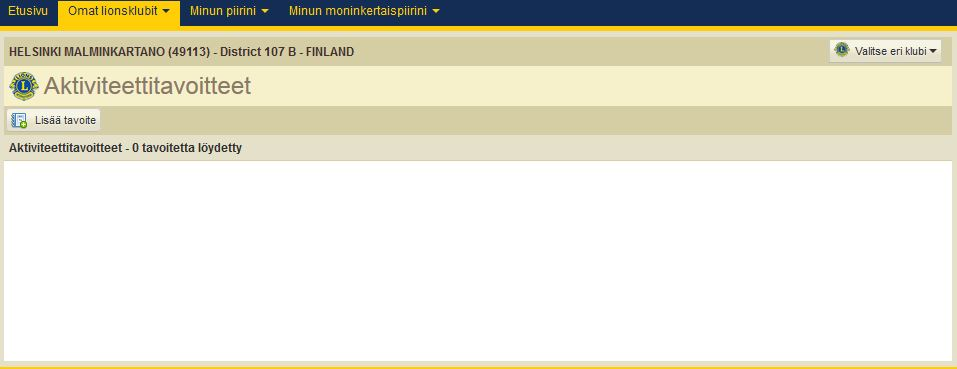 Etusivu Omat lionsklubit Minun piirini Minun moninkertaispiirini
HELSINKI MALMINKARTANO (49113) - District 107 B - FINLAND Valitse eri klubi
Aktiviteettitavoitteet
Lisää tavoite
Aktiviteettitavoitteet - 0 tavoitetta löydetty